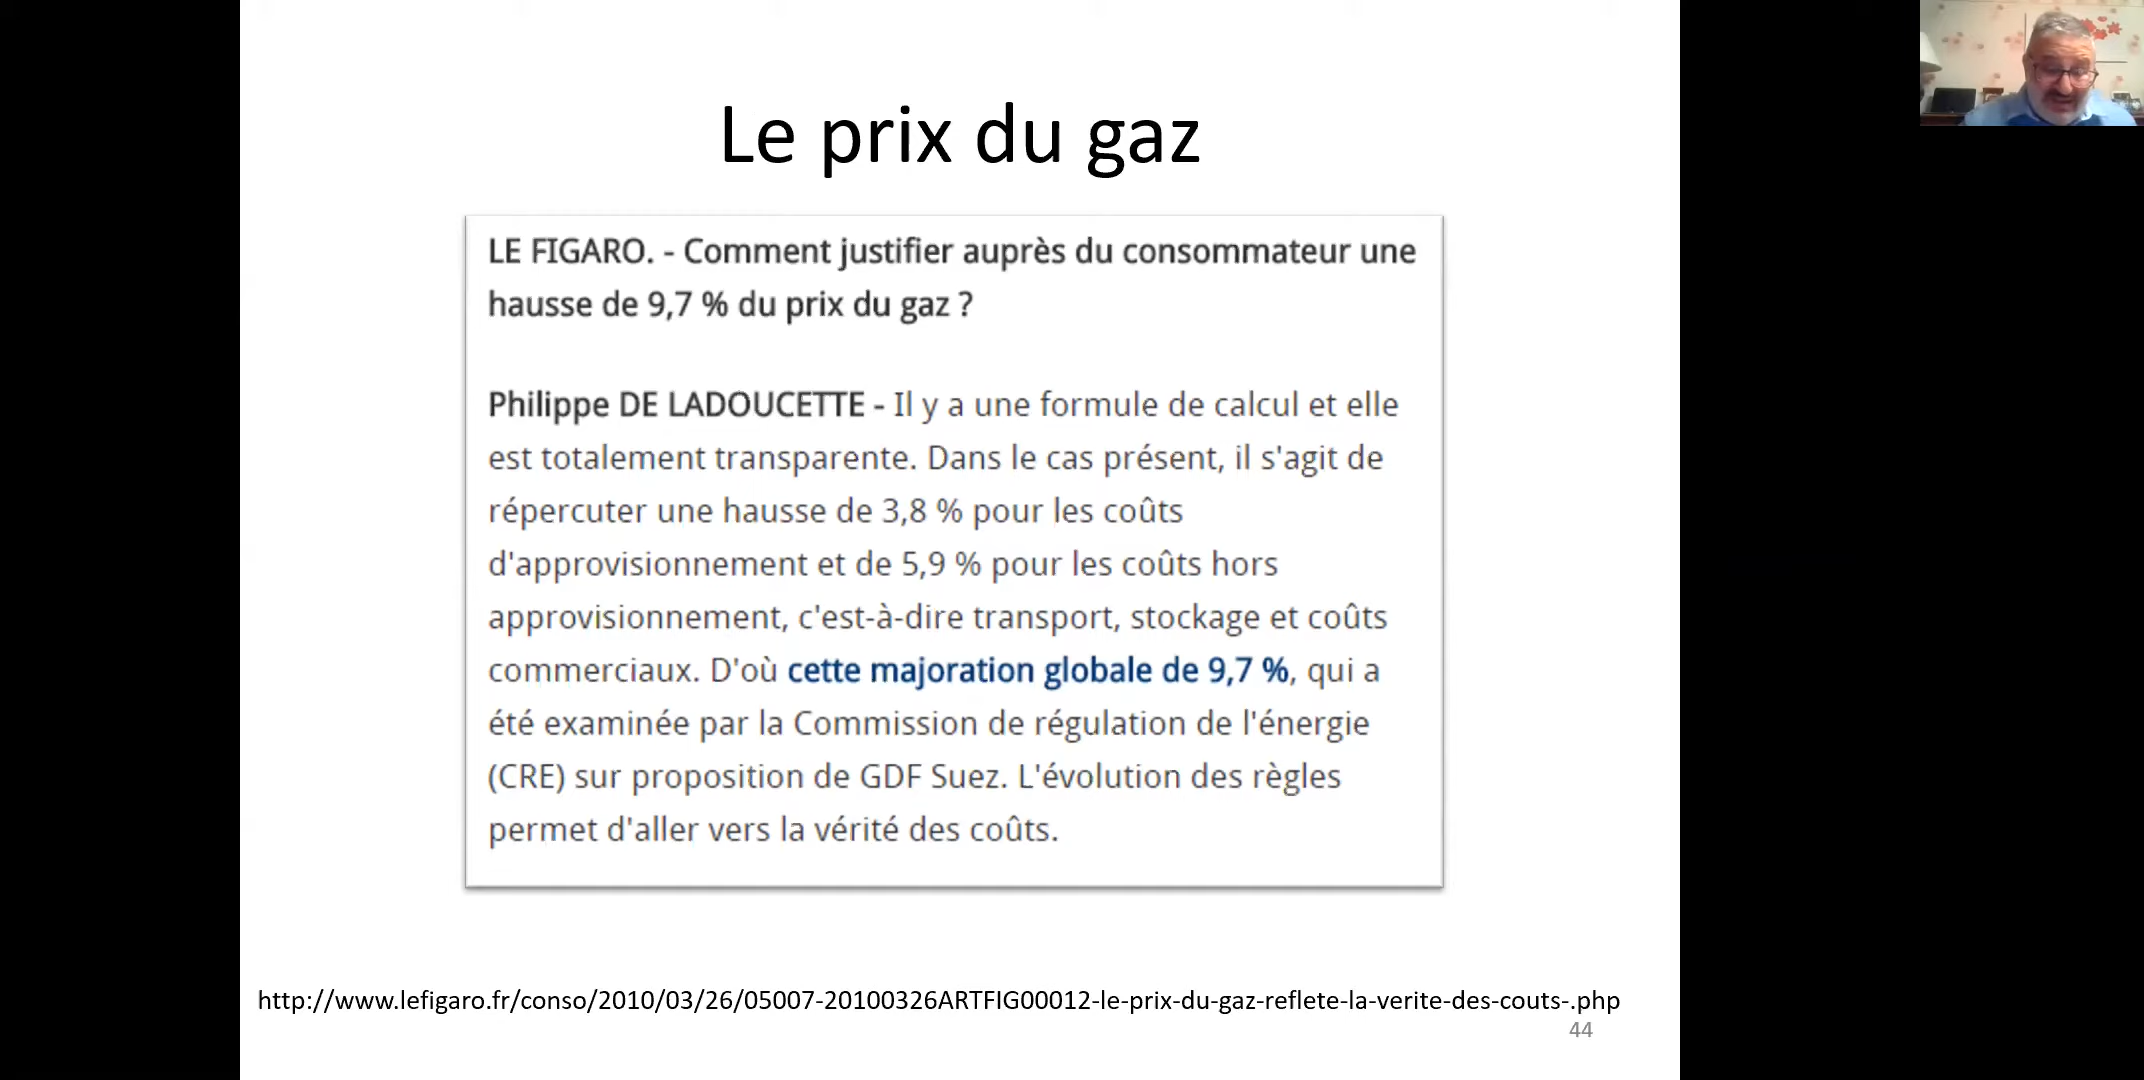 Le prix du gaz
LE FIGARO. - Comment justifier auprès du consommateur une
hausse de 9,7 % du prix du gaz ?
Philippe DE LADOUCETTE - Il y a une formule de calcul et elle
est totalement transparente. Dans le cas présent, il s'agit de
répercuter une hausse de 3,8 % pour les coûts
d'approvisionnement et de 5,9 % pour les coûts hors
approvisionnement, c'est-à-dire transport, stockage et coûts
commerciaux. D'où cette majoration globale de 9,7 %, qui a
été examinée par la Commission de régulation de l'énergie
(CRE) sur proposition de GDF Suez. L'évolution des règles
permet d'aller vers la vérité des coûts.
http://www.lefigaro.fr/conso/2010/03/26/05007-20100326ARTFIG00012-le-prix-du-gaz-reflete-la-verite-des-couts-.php
44